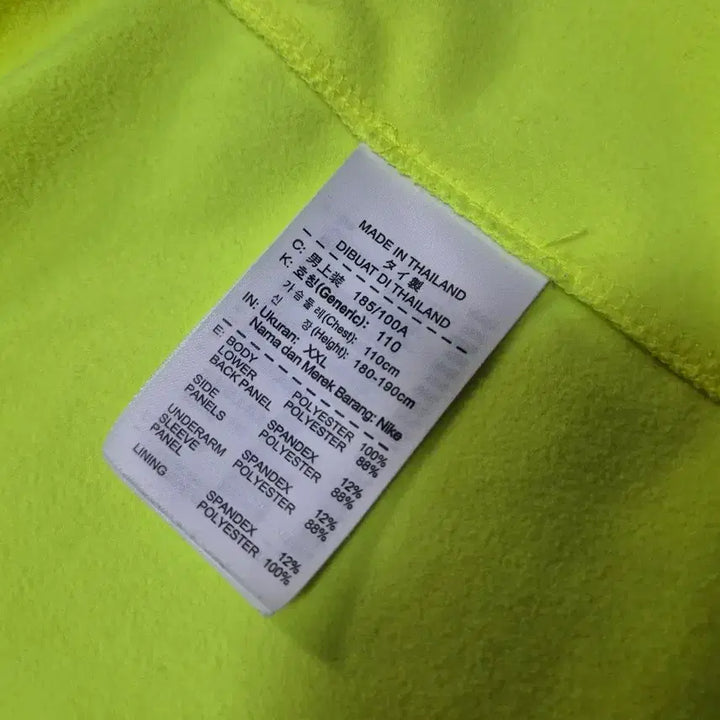 MADE IN THAILAND
タイ製
DIBUAT DI THAILAND
C: 男上装 185/100A
K: 호칭(Generic): 110
가슴둘레(Chest): 110cm
신 장(Height): 180-190cm
IN: Ukuran: XXL
Nama dan Merek Barang: Nike
E: BODY POLYESTER 100%
LOWER POLYESTER 88%
BACK PANEL
SPANDEX 12%
SIDE POLYESTER 88%
PANELS
SPANDEX 12%
UNDERARM POLYESTER 88%
SLEEVE
PANEL
SPANDEX 12%
LINING POLYESTER 100%